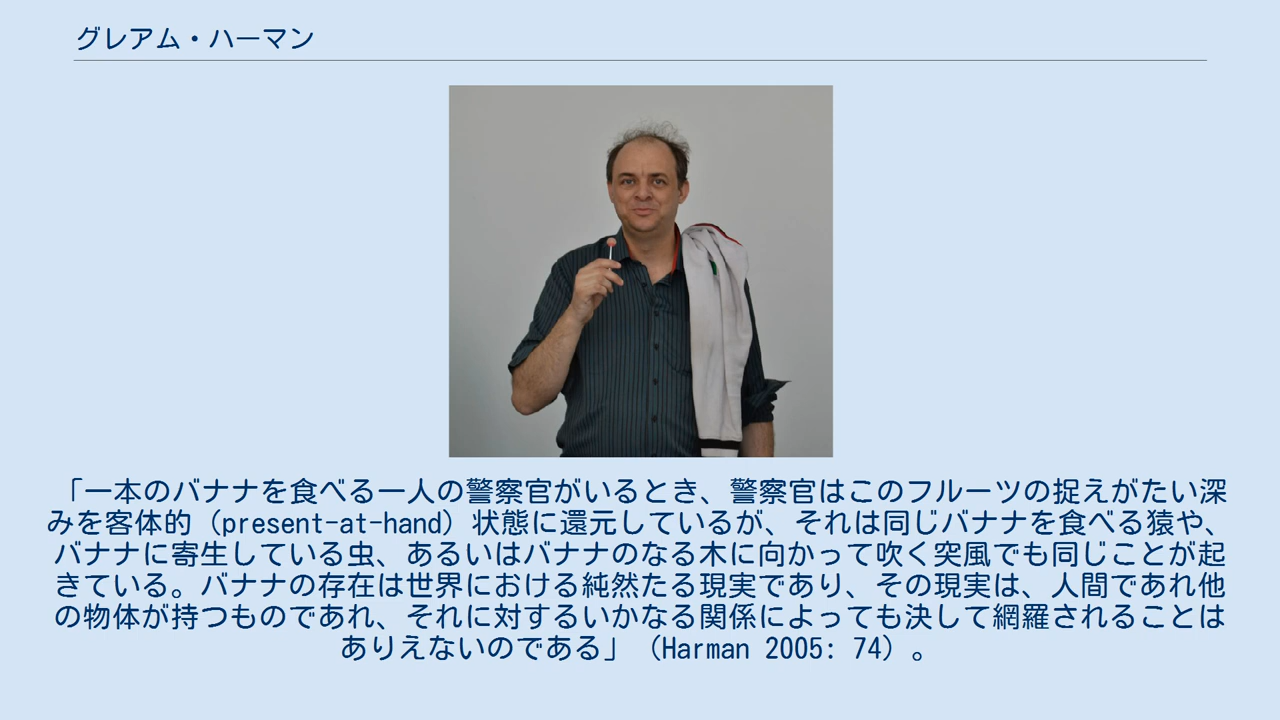 グレアム・ハーマン
「一本のバナナを食べる一人の警察官がいるとき、警察官はこのフルーツの捉えがたい深
みを客体的（present-at-hand）状態に還元しているが、それは同じバナナを食べる猿や、
バナナに寄生している虫、あるいはバナナのなる木に向かって吹く突風でも同じことが起
きている。バナナの存在は世界における純然たる現実であり、その現実は、人間であれ他
の物体が持つものであれ、それに対するいかなる関係によっても決して網羅されることは
ありえないのである」（Harman 2005: 74）。